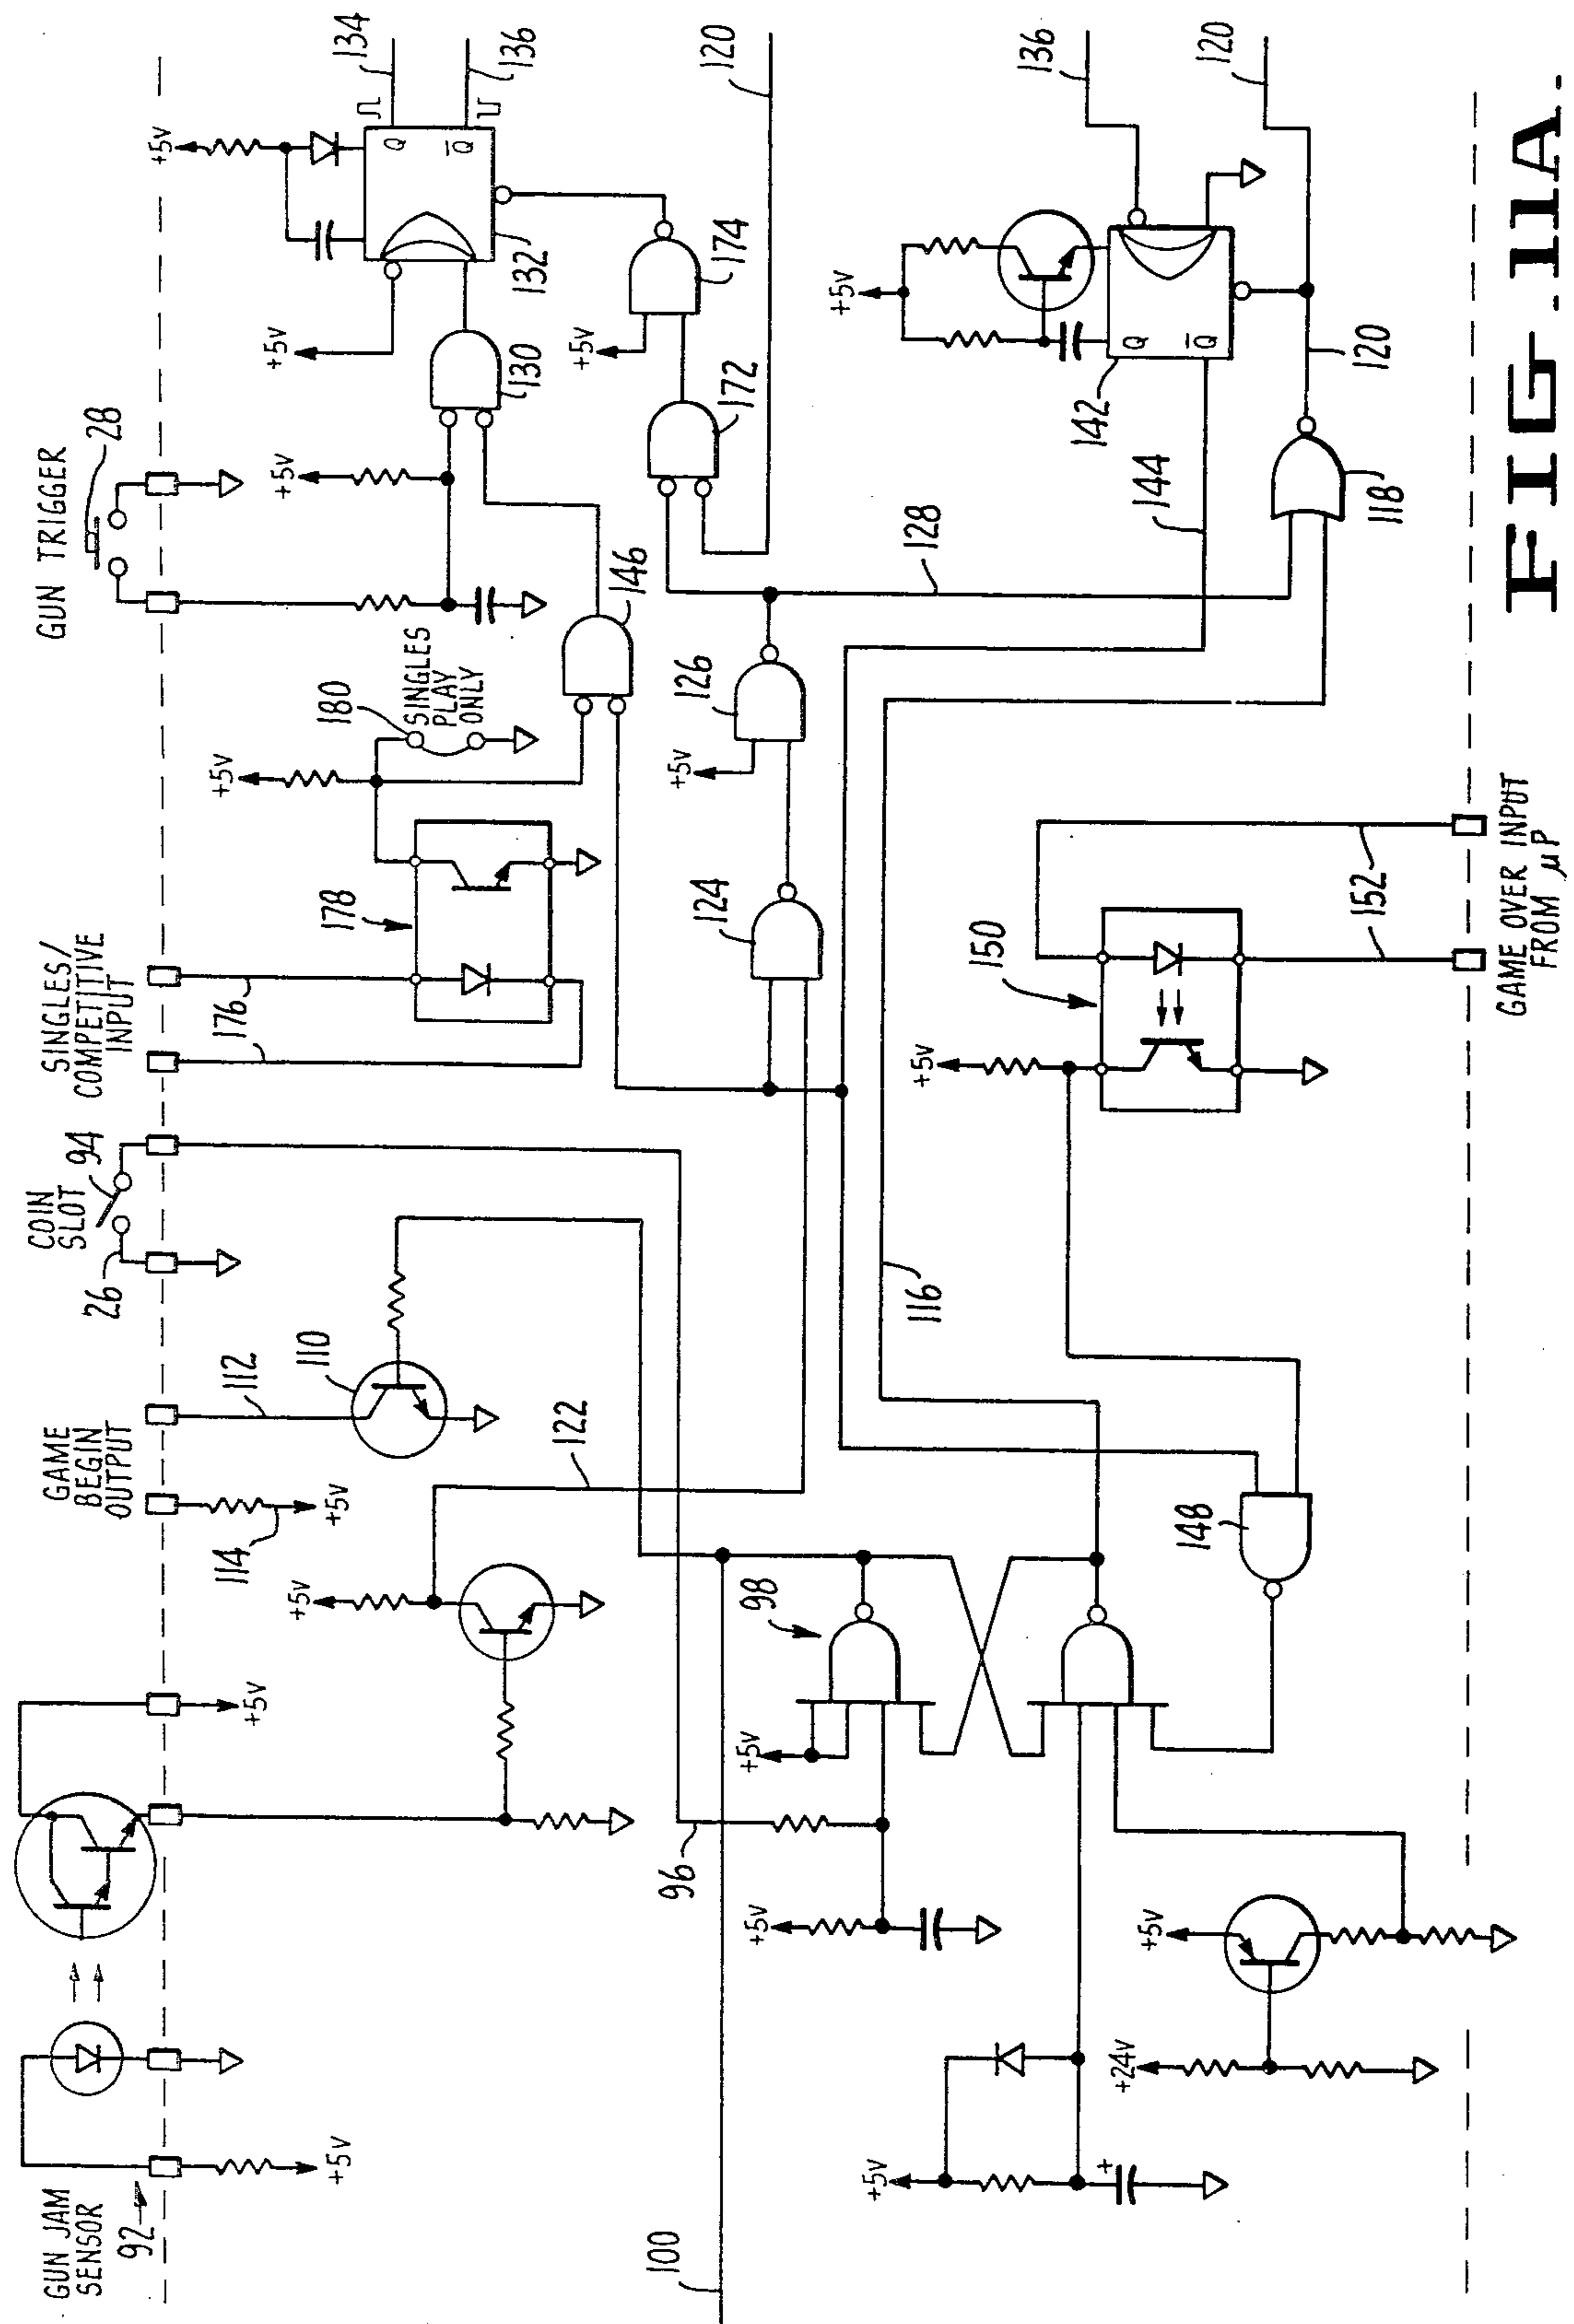 GUN JAM
SENSOR
92
+5V
+5V
GAME
BEGIN
OUTPUT
114
+5V
112
110
+5V
122
COIN
SLOT
94
26
SINGLES/
COMPETITIVE
INPUT
176
178
+5V
180
SINGLES
PLAY
ONLY
GUN TRIGGER
28
+5V
+5V
130
146
132
+5V
Q
Q̅
134
136
+5V
174
172
120
124
+5V
126
128
100
96
+5V
+5V
98
116
+5V
+24V
+5V
148
+5V
150
152
GAME OVER INPUT
FROM μP
+5V
142
Q
Q̅
144
118
120
136
120
FIG_11A.